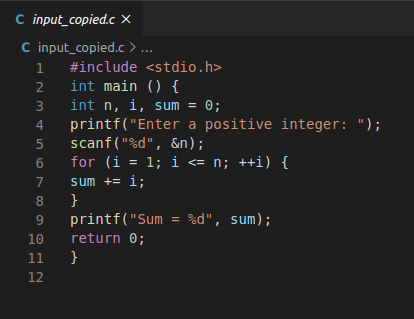 C input_copied.c ×
C input_copied.c > ...
1 #include <stdio.h>
2 int main () {
3 int n, i, sum = 0;
4 printf("Enter a positive integer: ");
5 scanf("%d", &n);
6 for (i = 1; i <= n; ++i) {
7 sum += i;
8 }
9 printf("Sum = %d", sum);
10 return 0;
11 }
12